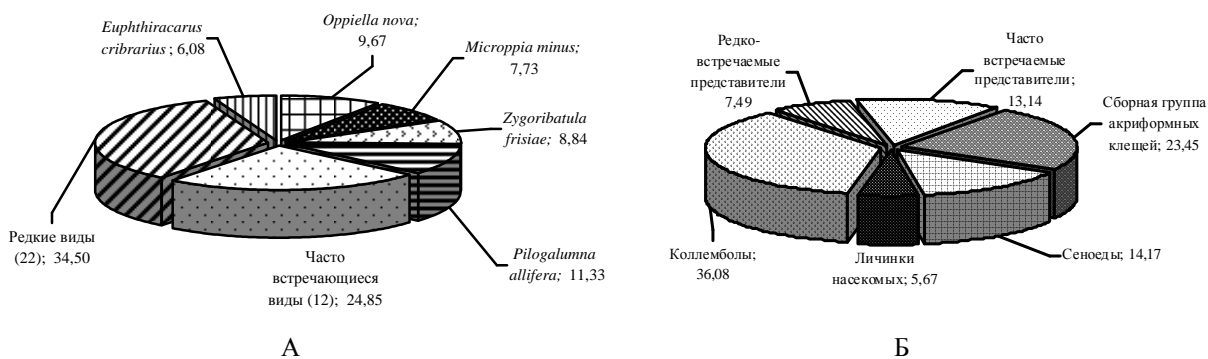 Euphthiracarus
cribrarius ; 6,08
Oppiella nova;
9,67
Microppia minus;
7,73
Zygoribatula
frisiae; 8,84
Pilogalumna
allifera; 11,33
Часто
встречающиеся
виды (12); 24,85
Редкие виды
(22); 34,50
А
Редко-
встречаемые
представители
7,49
Часто
встречаемые
представители;
13,14
Сборная группа
акриформных
клещей; 23,45
Сеноеды; 14,17
Личинки
насекомых; 5,67
Коллемболы;
36,08
Б